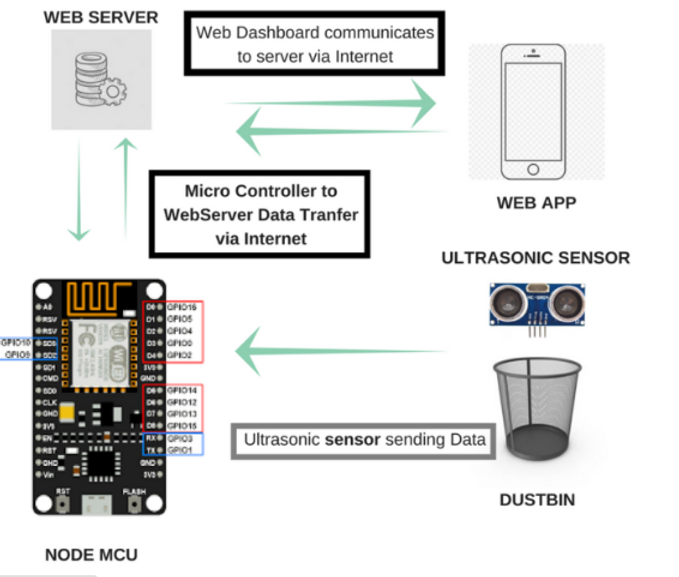 WEB SERVER
Web Dashboard communicates
to server via Internet
WEB APP
Micro Controller to
WebServer Data Tranfer
via Internet
ULTRASONIC SENSOR
Ultrasonic sensor sending Data
DUSTBIN
A0
RSV
RSV
SD3
SD2
SD1
CMD
SD0
CLK
GND
3V3
EN
RST
GND
Vin
GPIO10
GPIO9
D0 GPIO16
D1 GPIO5
D2 GPIO4
D3 GPIO0
D4 GPIO2
3V3
GND
GPIO14
GPIO12
D7 GPIO13
GPIO15
RX GPIO3
TX GPIO1
GND
3V3
RST
FLASH
NODE MCU